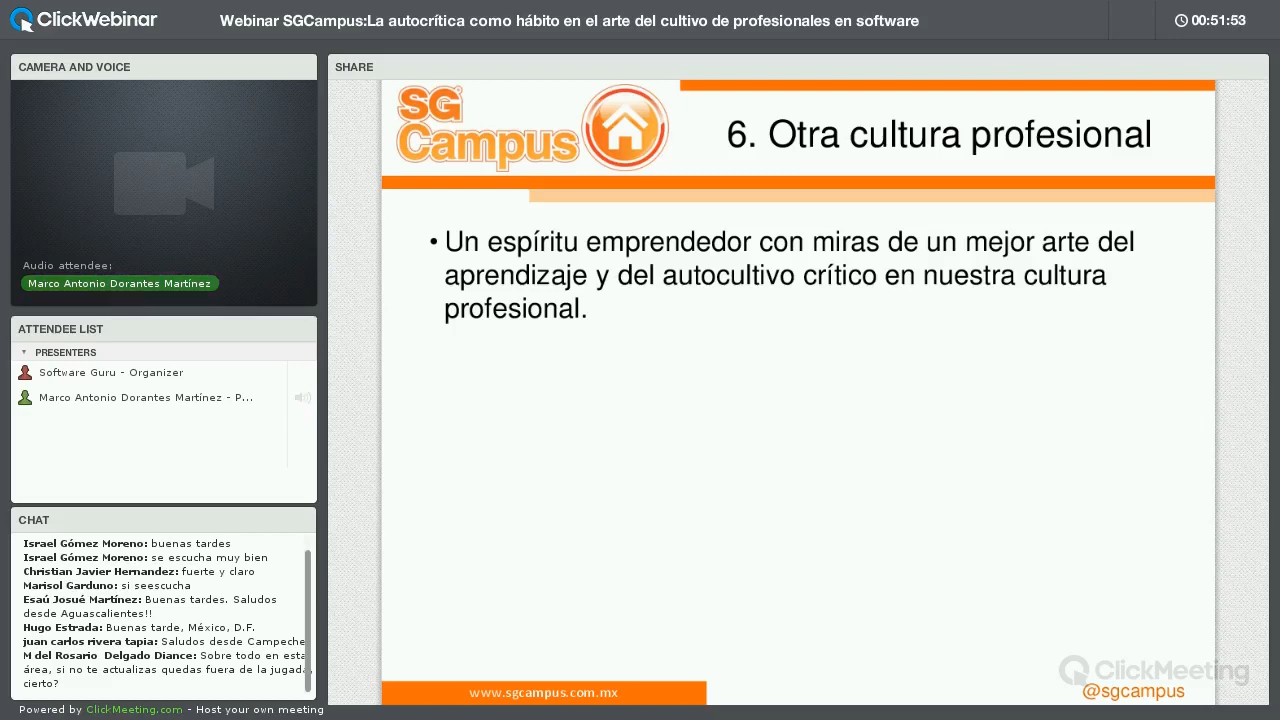 ClickWebinar
Webinar SGCampus:La autocrítica como hábito en el arte del cultivo de profesionales en software
00:51:53
CAMERA AND VOICE
Audio attendee:
Marco Antonio Dorantes Martínez
ATTENDEE LIST
PRESENTERS
Software Guru - Organizer
Marco Antonio Dorantes Martínez - P...
CHAT
Israel Gómez Moreno: buenas tardes
Israel Gómez Moreno: se escucha muy bien
Christian Javier Hernandez: fuerte y claro
Marisol Garduno: si seescucha
Esaú Josué Martínez: Buenas tardes. Saludos
desde Aguascalientes!!
Hugo Estrada: Buenas tarde, México, D.F.
juan carlos rivera tapia: Saludos desde Campeche
M del Rosario Delgado Diance: Sobre todo en esta
área, si no te actualizas quedas fuera de la jugada,
cierto?
Powered by ClickMeeting.com - Host your own meeting
SHARE
SG
Campus
6. Otra cultura profesional
• Un espíritu emprendedor con miras de un mejor arte del
aprendizaje y del autocultivo crítico en nuestra cultura
profesional.
ClickMeeting
www.sgcampus.com.mx
@sgcampus